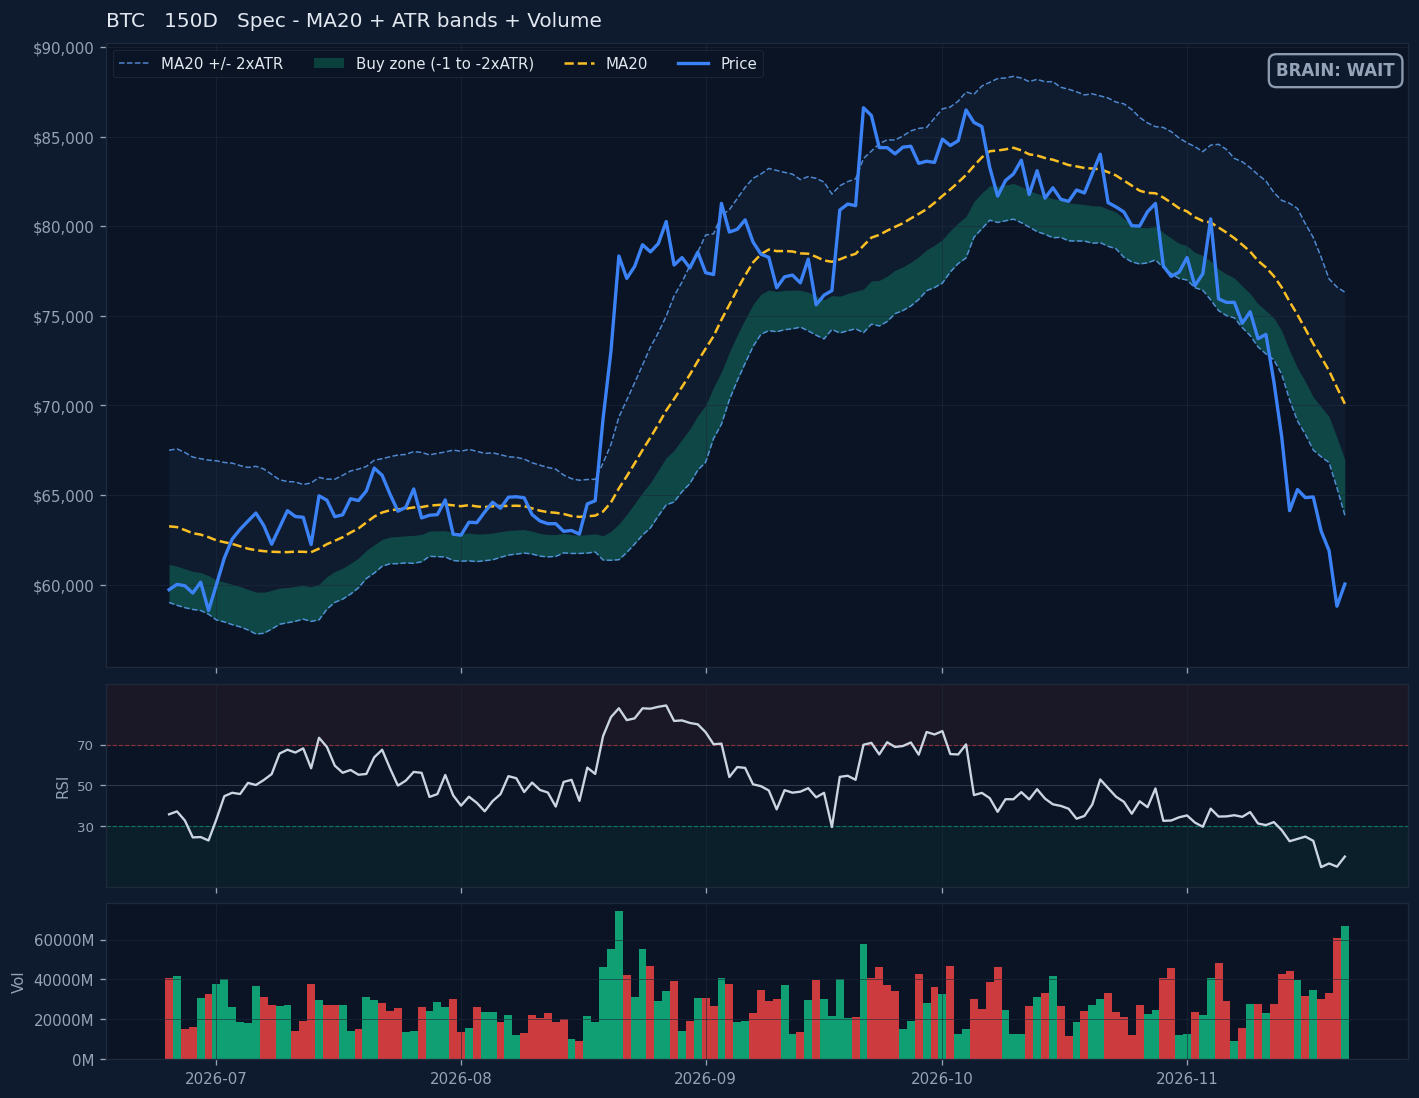 BTC   150D   Spec - MA20 + ATR bands + Volume
MA20 +/- 2xATR   Buy zone (-1 to -2xATR)   MA20   Price
BRAIN: WAIT
$90,000
$85,000
$80,000
$75,000
$70,000
$65,000
$60,000
RSI
70
50
30
Vol
60000M
40000M
20000M
0M
2026-07   2026-08   2026-09   2026-10   2026-11